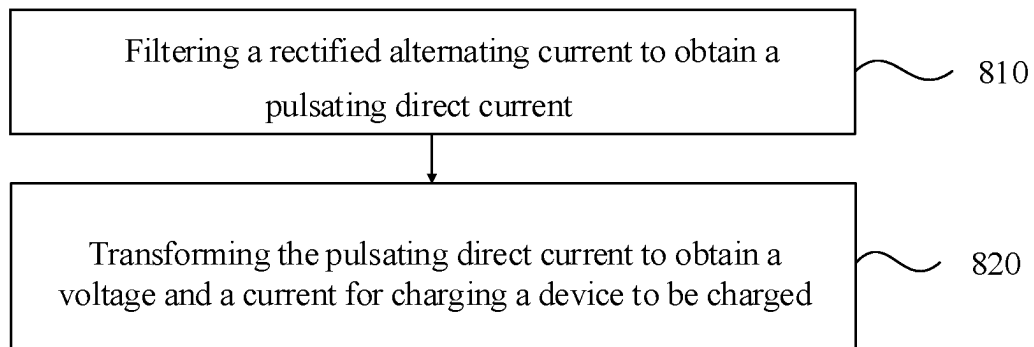 Filtering a rectified alternating current to obtain a
pulsating direct current
810
Transforming the pulsating direct current to obtain a
voltage and a current for charging a device to be charged
820